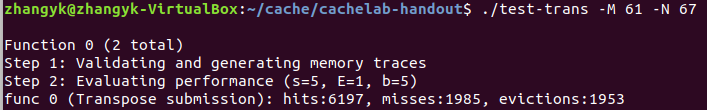 zhangyk@zhangyk-VirtualBox:~/cache/cachelab-handout$ ./test-trans -M 61 -N 67
Function 0 (2 total)
Step 1: Validating and generating memory traces
Step 2: Evaluating performance (s=5, E=1, b=5)
func 0 (Transpose submission): hits:6197, misses:1985, evictions:1953